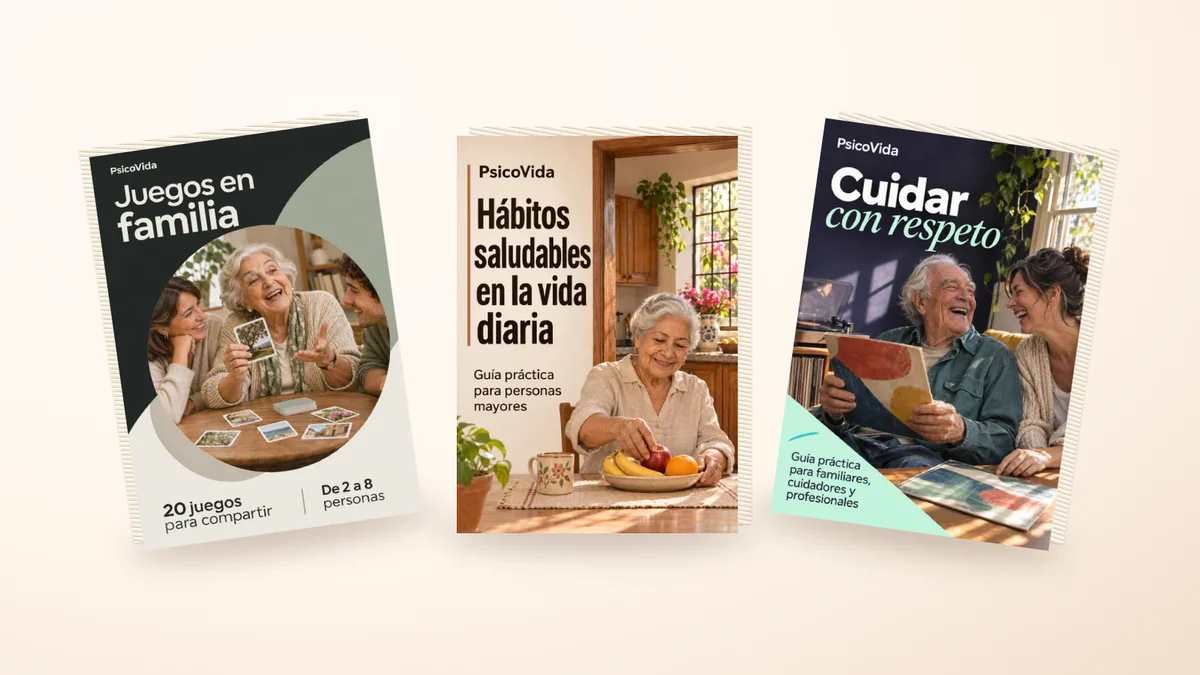 PsicoVida
Juegos en
familia
20 juegos
para compartir
De 2 a 8
personas
PsicoVida
Hábitos
saludables
en la vida
diaria
Guía práctica
para personas
mayores
PsicoVida
Cuidar
con respeto
Guía práctica
para familiares,
cuidadores y
profesionales